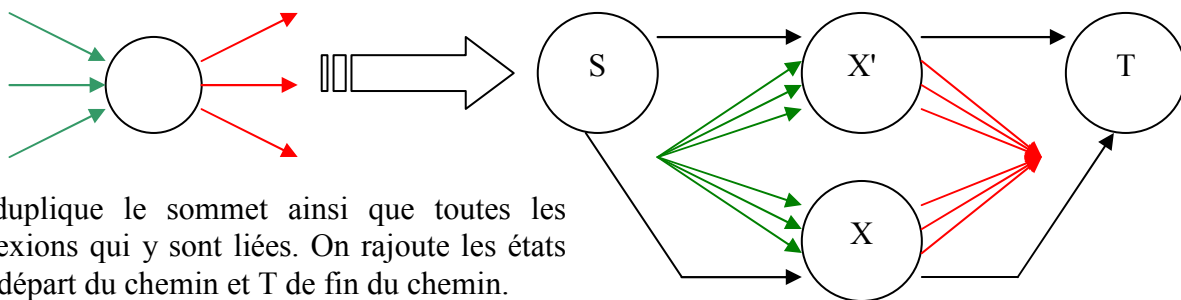 S X' T
X
duplique le sommet ainsi que toutes les
exions qui y sont liées. On rajoute les états
départ du chemin et T de fin du chemin.